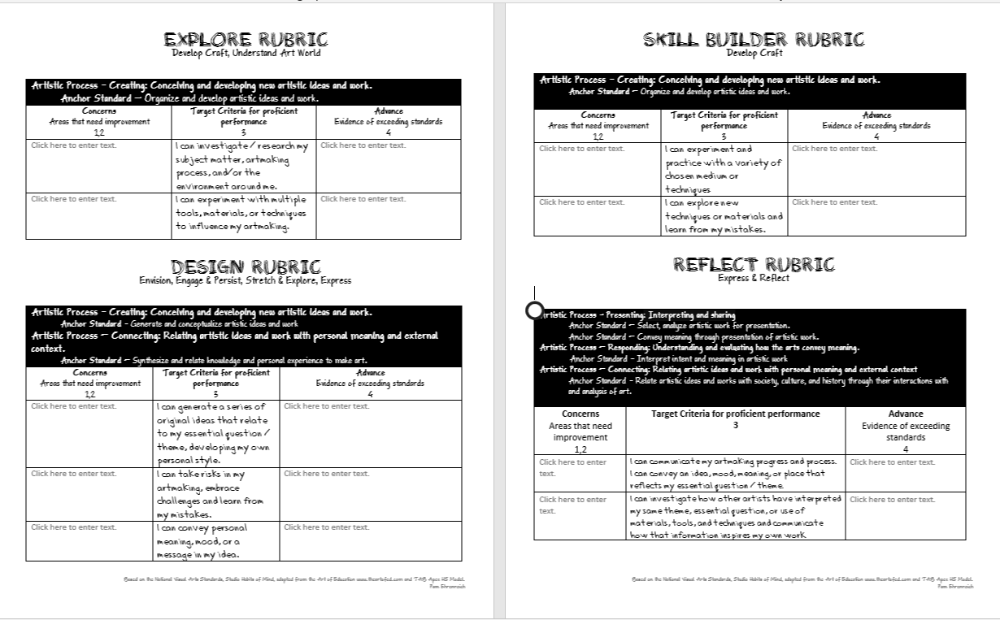 EXPLORE RUBRIC
Develop Craft, Understand Art World
Artistic Process – Creating: Conceiving and developing new artistic ideas and work.
Anchor Standard – Organize and develop artistic ideas and work.
Concerns
Areas that need improvement
1,2
Target Criteria for proficient
performance
3
Advance
Evidence of exceeding standards
4
Click here to enter text.
I can investigate / research my
subject matter, artmaking
process, and/or the
environment around me.
Click here to enter text.
Click here to enter text.
I can experiment with multiple
tools, materials, or techniques
to influence my artmaking.
Click here to enter text.
DESIGN RUBRIC
Envision, Engage & Persist, Stretch & Explore, Express
Artistic Process – Creating: Conceiving and developing new artistic ideas and work.
Anchor Standard - Generate and conceptualize artistic ideas and work
Artistic Process – Connecting: Relating artistic ideas and work with personal meaning and external
context.
Anchor Standard – Synthesize and relate knowledge and personal experience to make art.
Concerns
Areas that need improvement
1,2
Target Criteria for proficient
performance
3
Advance
Evidence of exceeding standards
4
Click here to enter text.
I can generate a series of
original ideas that relate
to my essential question /
theme, developing my own
personal style.
Click here to enter text.
Click here to enter text.
I can take risks in my
artmaking, embrace
challenges and learn from
my mistakes.
Click here to enter text.
Click here to enter text.
I can convey personal
meaning, mood, or a
message in my idea.
Click here to enter text.
Based on the National Visual Arts Standards, Studio Habits of Mind, adapted from the Art of Education www.theartofed.com and TAB Apex HS Model.
SKILL BUILDER RUBRIC
Develop Craft
Artistic Process – Creating: Conceiving and developing new artistic ideas and work.
Anchor Standard – Organize and develop artistic ideas and work.
Concerns
Areas that need improvement
1,2
Target Criteria for proficient
performance
3
Advance
Evidence of exceeding standards
4
Click here to enter text.
I can experiment and
practice with a variety of
chosen medium or
techniques
Click here to enter text.
Click here to enter text.
I can explore new
techniques or materials and
learn from my mistakes.
Click here to enter text.
REFLECT RUBRIC
Express & Reflect
Artistic Process - Presenting: Interpreting and sharing
Anchor Standard – Select, analyze artistic work for presentation.
Anchor Standard – Convey meaning through presentation of artistic work.
Artistic Process – Responding: Understanding and evaluating how the arts convey meaning.
Anchor Standard - Interpret intent and meaning in artistic work
Artistic Process – Connecting: Relating artistic ideas and work with personal meaning and external context
Anchor Standard - Relate artistic ideas and works with society, culture, and history through their interactions with
and analysis of art.
Concerns
Areas that need
improvement
1,2
Target Criteria for proficient performance
3
Advance
Evidence of exceeding
standards
4
Click here to enter
text.
I can communicate my artmaking progress and process.
I can convey an idea, mood, meaning, or place that
reflects my essential question / theme.
Click here to enter text.
Click here to enter
text.
I can investigate how other artists have interpreted
my same theme, essential question, or use of
materials, tools, and techniques and communicate
how that information inspires my own work.
Click here to enter text.
Based on the National Visual Arts Standards, Studio Habits of Mind, adapted from the Art of Education www.theartofed.com and TAB Apex HS Model.